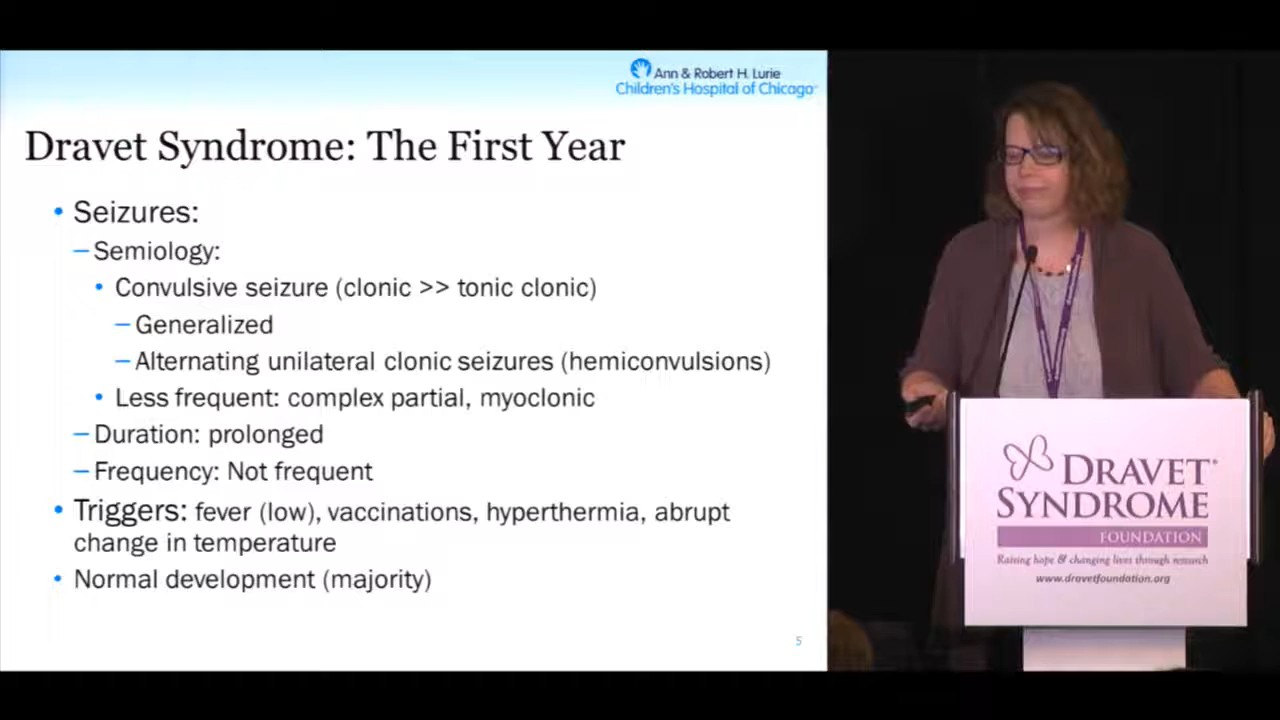 Ann & Robert H. Lurie
Children's Hospital of Chicago
Dravet Syndrome: The First Year
• Seizures:
– Semiology:
• Convulsive seizure (clonic >> tonic clonic)
– Generalized
– Alternating unilateral clonic seizures (hemiconvulsions)
• Less frequent: complex partial, myoclonic
– Duration: prolonged
– Frequency: Not frequent
• Triggers: fever (low), vaccinations, hyperthermia, abrupt
change in temperature
• Normal development (majority)
5
DRAVET®
SYNDROME
FOUNDATION
Raising hope & changing lives through research
www.dravetfoundation.org